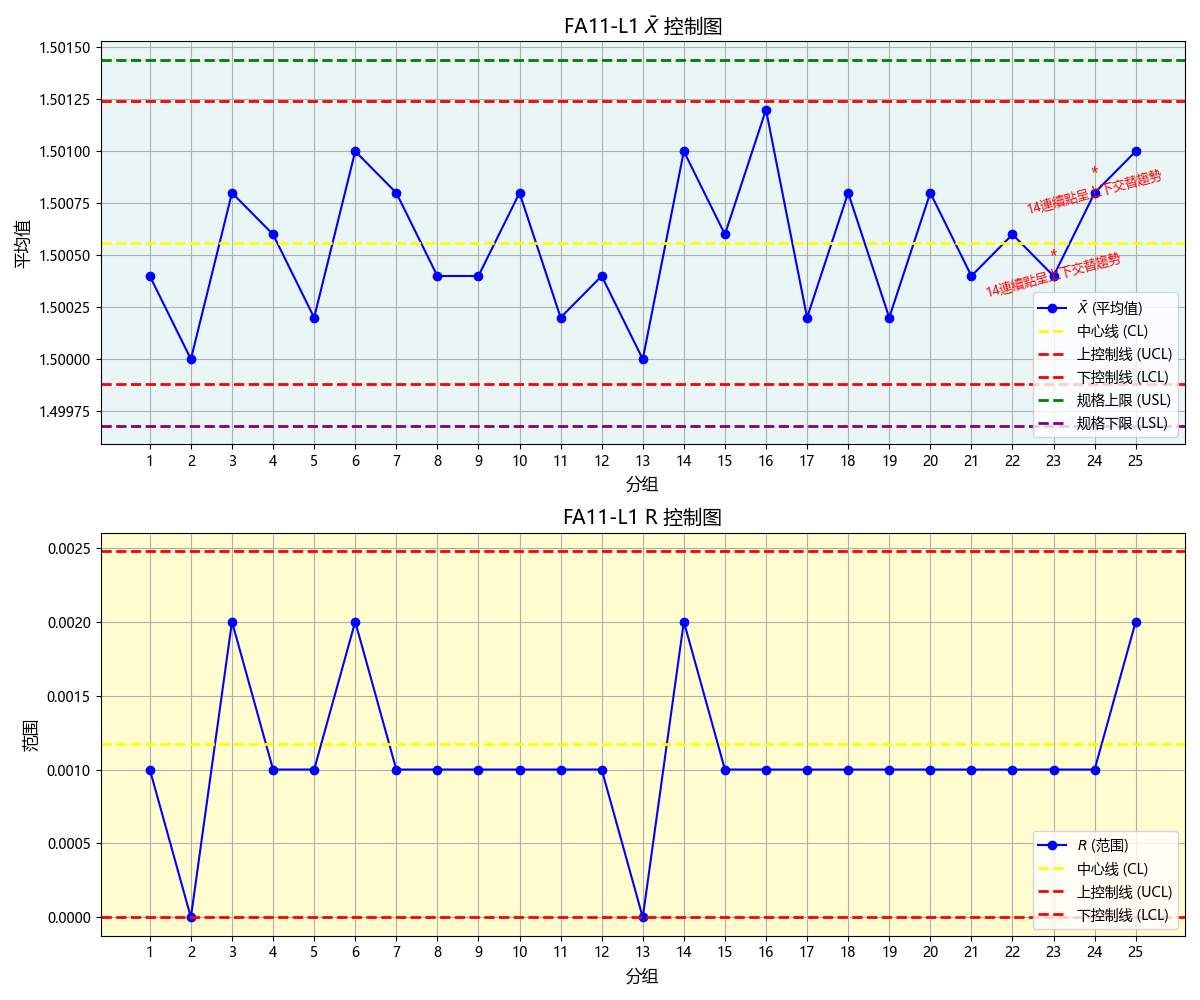 FA11-L1 X̄ 控制图
平均值
1.50150
1.50125
1.50100
1.50075
1.50050
1.50025
1.50000
1.49975
*
14連續點呈上下交替趨勢
*
14連續點呈上下交替趨勢
X̄ (平均值)
中心线 (CL)
上控制线 (UCL)
下控制线 (LCL)
规格上限 (USL)
规格下限 (LSL)
1 2 3 4 5 6 7 8 9 10 11 12 13 14 15 16 17 18 19 20 21 22 23 24 25
分组
FA11-L1 R 控制图
范围
0.0025
0.0020
0.0015
0.0010
0.0005
0.0000
R (范围)
中心线 (CL)
上控制线 (UCL)
下控制线 (LCL)
1 2 3 4 5 6 7 8 9 10 11 12 13 14 15 16 17 18 19 20 21 22 23 24 25
分组